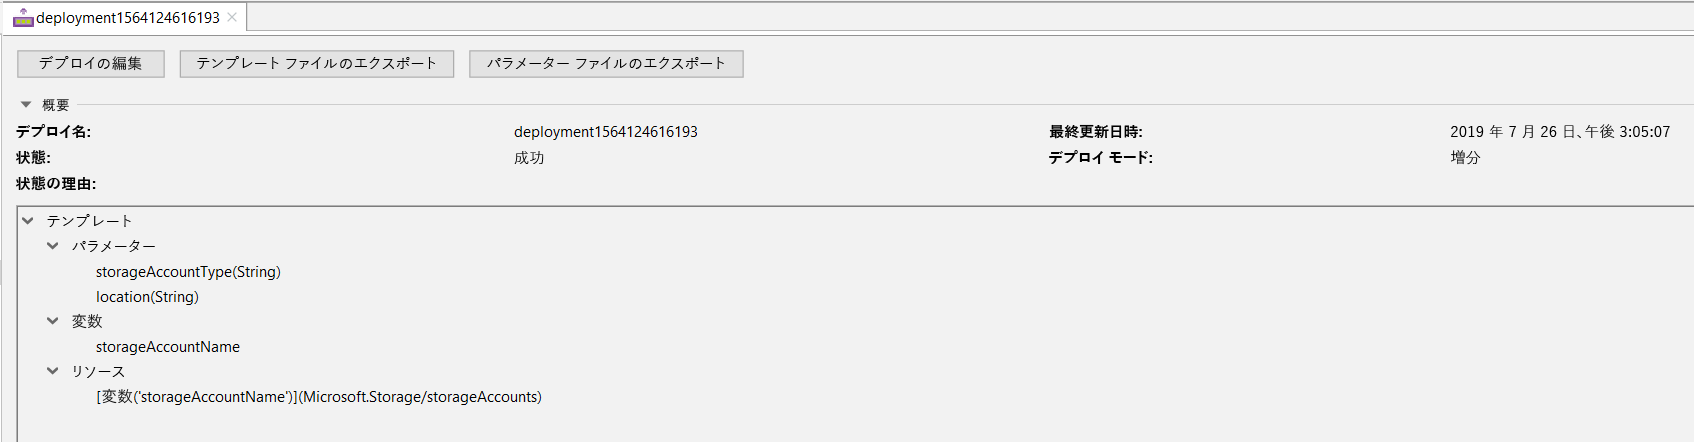 deployment1564124616193
デプロイの編集 テンプレート ファイルのエクスポート パラメーター ファイルのエクスポート
概要
デプロイ名: deployment1564124616193 最終更新日時: 2019 年 7 月 26 日、午後 3:05:07
状態: 成功 デプロイ モード: 増分
状態の理由:
テンプレート
パラメーター
storageAccountType(String)
location(String)
変数
storageAccountName
リソース
[変数('storageAccountName')](Microsoft.Storage/storageAccounts)